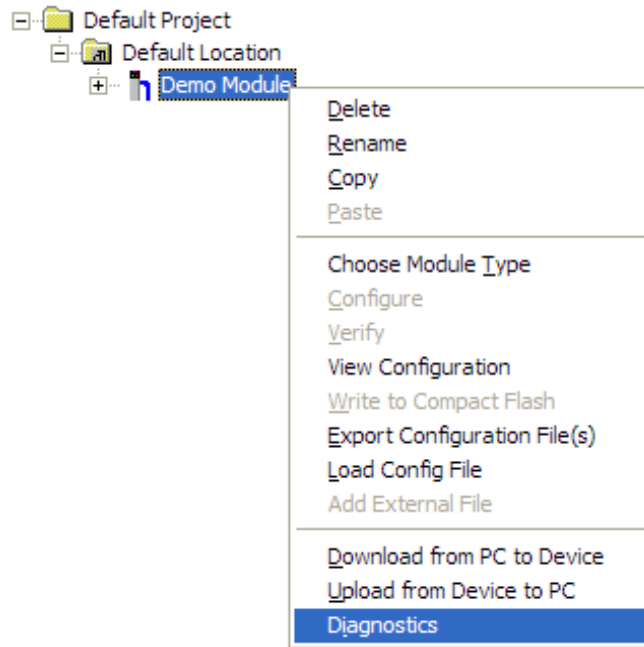 Default Project
Default Location
Demo Module
Delete
Rename
Copy
Paste
Choose Module Type
Configure
Verify
View Configuration
Write to Compact Flash
Export Configuration File(s)
Load Config File
Add External File
Download from PC to Device
Upload from Device to PC
Diagnostics